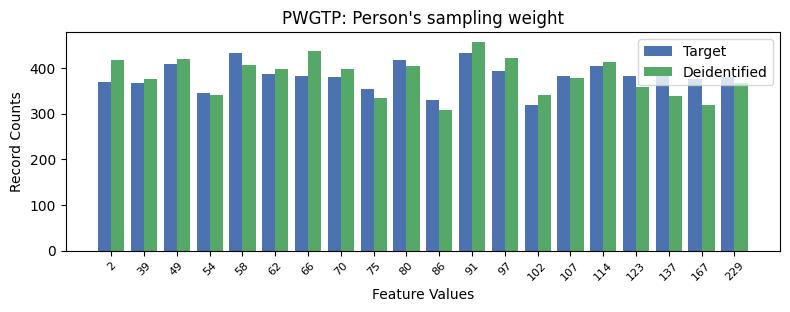 PWGTP: Person's sampling weight
Target
Deidentified
Record Counts
400
300
200
100
0
2 39 49 54 58 62 66 70 75 80 86 91 97 102 107 114 123 137 167 229
Feature Values